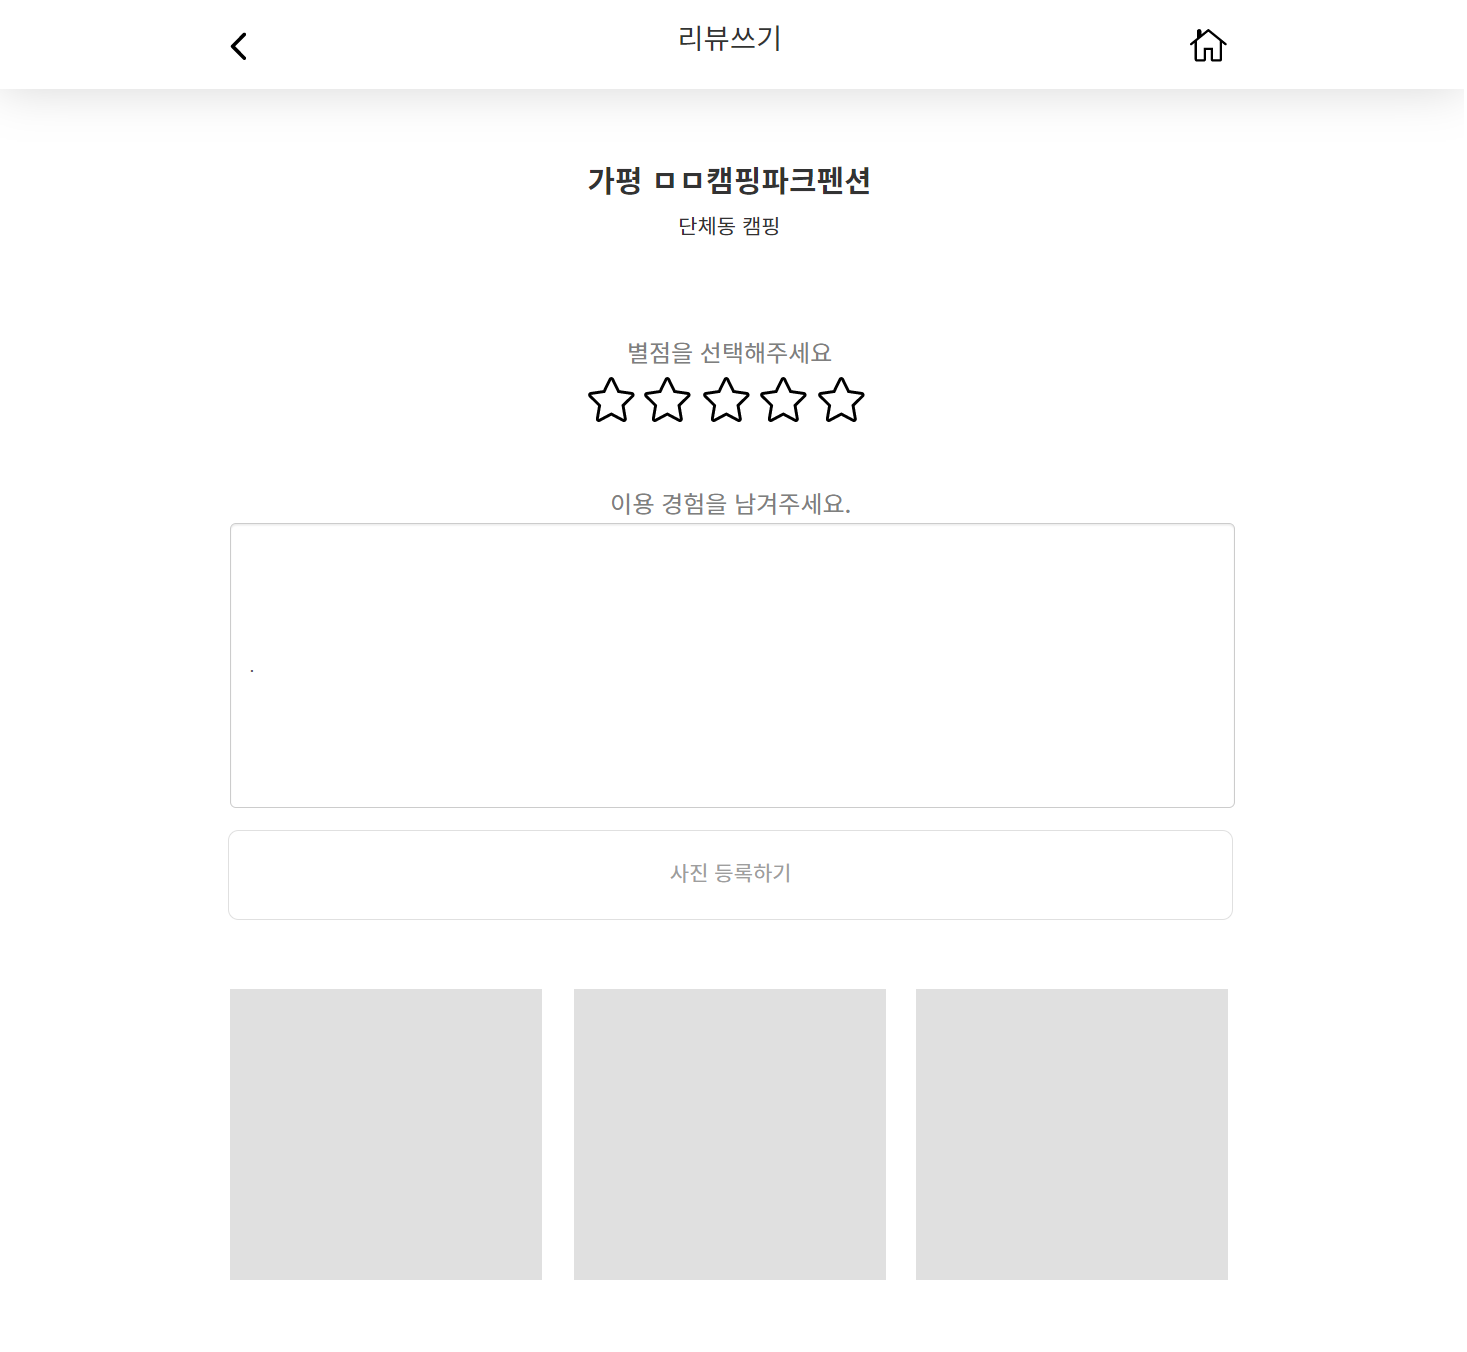 리뷰쓰기
가평 ㅁㅁ캠핑파크펜션
단체동 캠핑
별점을 선택해주세요
이용 경험을 남겨주세요.
.
사진 등록하기